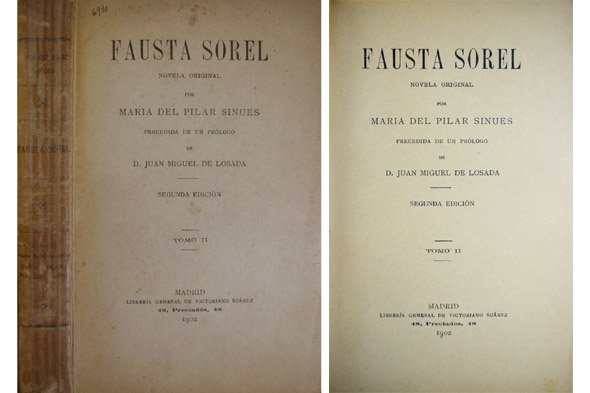 6930
FAUSTA SOREL
NOVELA ORIGINAL
POR
MARIA DEL PILAR SINUES
PRECEDIDA DE UN PRÓLOGO
DE
D. JUAN MIGUEL DE LOSADA
SEGUNDA EDICIÓN
TOMO II
MADRID
LIBRERÍA GENERAL DE VICTORIANO SUÁREZ
48, Preciados, 48
1902
FAUSTA SOREL
FAUSTA SOREL
NOVELA ORIGINAL
POR
MARIA DEL PILAR SINUES
PRECEDIDA DE UN PRÓLOGO
DE
D. JUAN MIGUEL DE LOSADA
SEGUNDA EDICIÓN
TOMO II
MADRID
LIBRERÍA GENERAL DE VICTORIANO SUÁREZ
48, Preciados, 48
1902